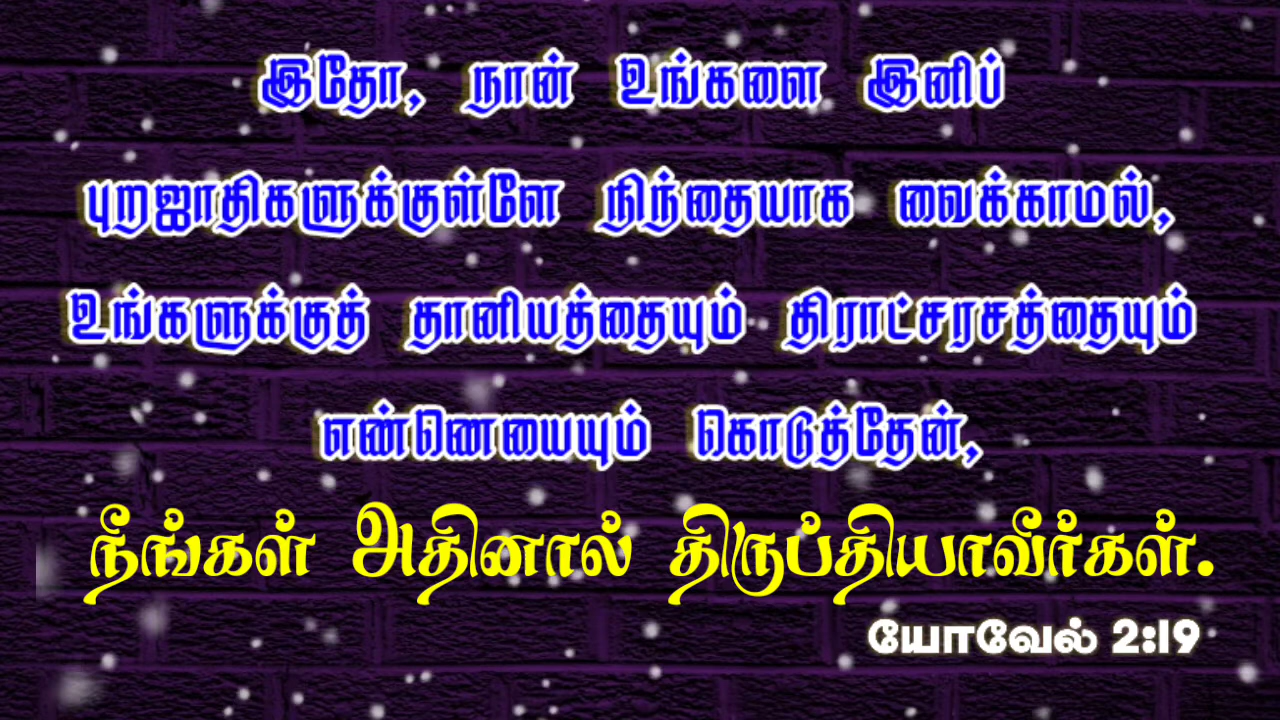 இதோ, நான் உங்களை இனிப்
புறஜாதிகளுக்குள்ளே நிந்தையாக வைக்காமல்,
உங்களுக்குத் தானியத்தையும் திராட்சரசத்தையும்
எண்ணெயையும் கொடுத்தேன்,
நீங்கள் அதினால் திருப்தியாவீர்கள்.
யோவேல் 2:19